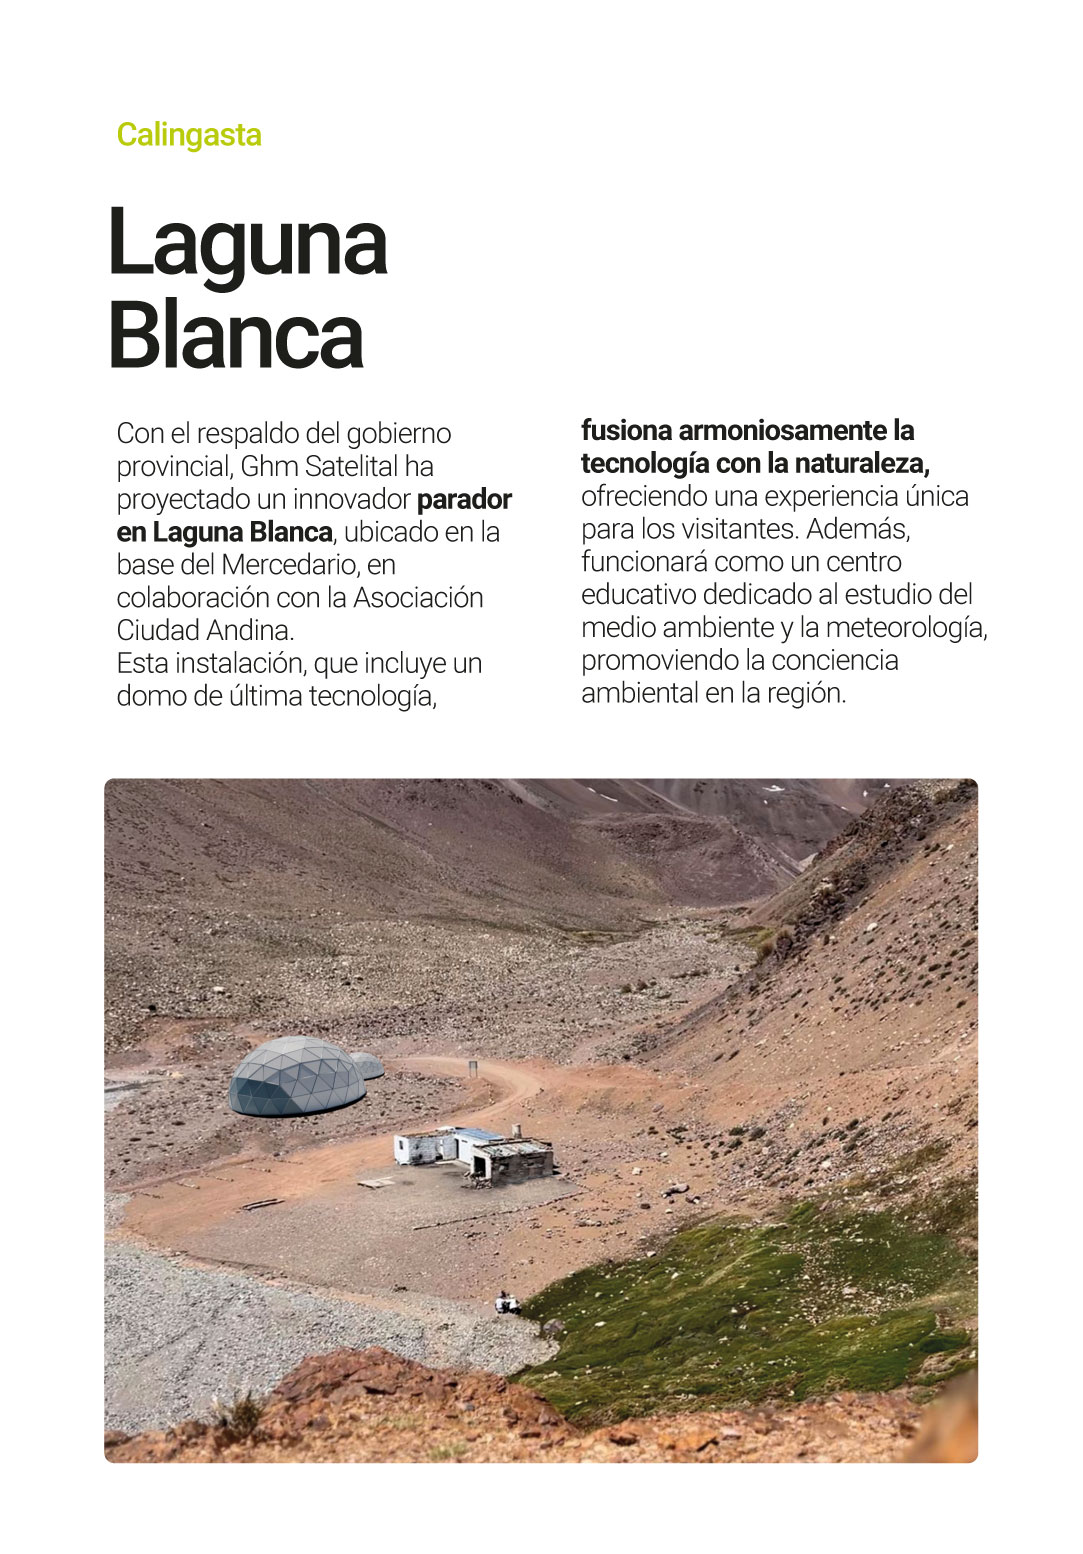 Calingasta
Laguna
Blanca
Con el respaldo del gobierno
provincial, Ghm Satelital ha
proyectado un innovador parador
en Laguna Blanca, ubicado en la
base del Mercedario, en
colaboración con la Asociación
Ciudad Andina.
Esta instalación, que incluye un
domo de última tecnología,
fusiona armoniosamente la
tecnología con la naturaleza,
ofreciendo una experiencia única
para los visitantes. Además,
funcionará como un centro
educativo dedicado al estudio del
medio ambiente y la meteorología,
promoviendo la conciencia
ambiental en la región.